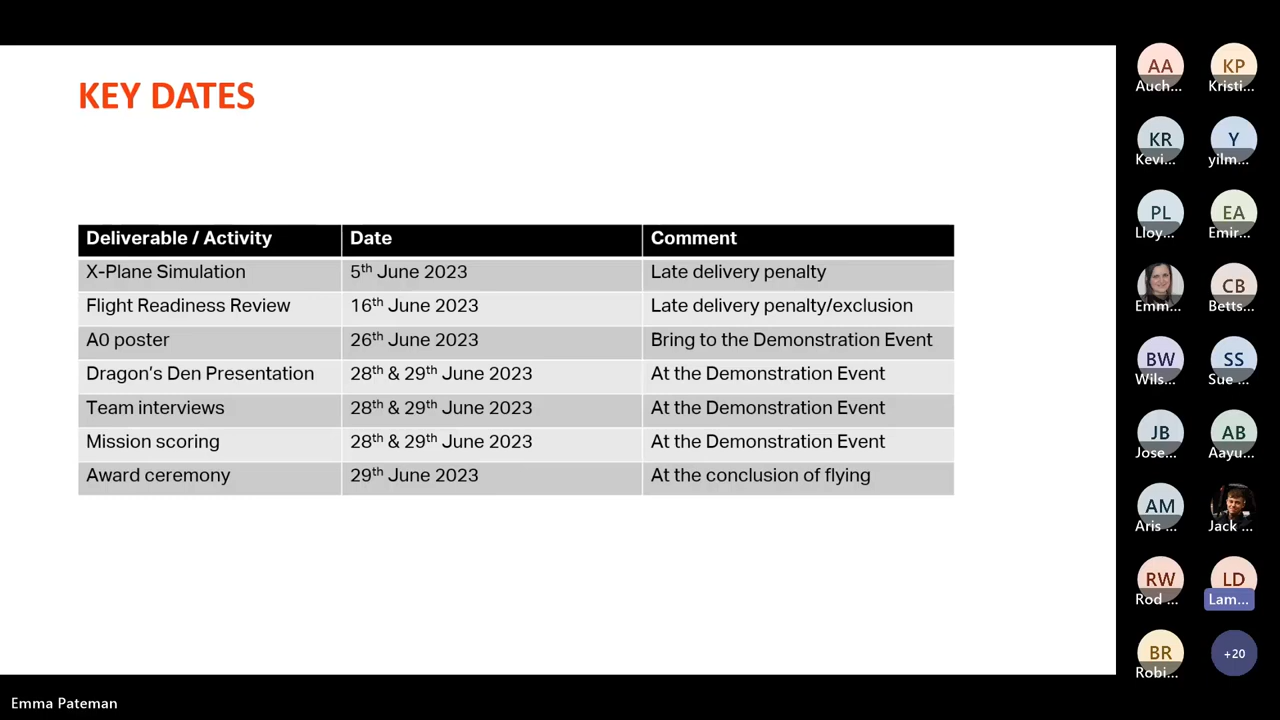 KEY DATES
Deliverable / Activity Date Comment
X-Plane Simulation 5th June 2023 Late delivery penalty
Flight Readiness Review 16th June 2023 Late delivery penalty/exclusion
A0 poster 26th June 2023 Bring to the Demonstration Event
Dragon's Den Presentation 28th & 29th June 2023 At the Demonstration Event
Team interviews 28th & 29th June 2023 At the Demonstration Event
Mission scoring 28th & 29th June 2023 At the Demonstration Event
Award ceremony 29th June 2023 At the conclusion of flying
AA KP
Auch... Kristi...
KR Y
Kevi... yilm...
PL EA
Lloy... Emir...
CB
Emm... Betts...
BW SS
Wils... Sue ...
JB AB
Jose... Aayu...
AM
Aris ... Jack ...
RW LD
Rod ... Lam...
BR +20
Robi...
Emma Pateman